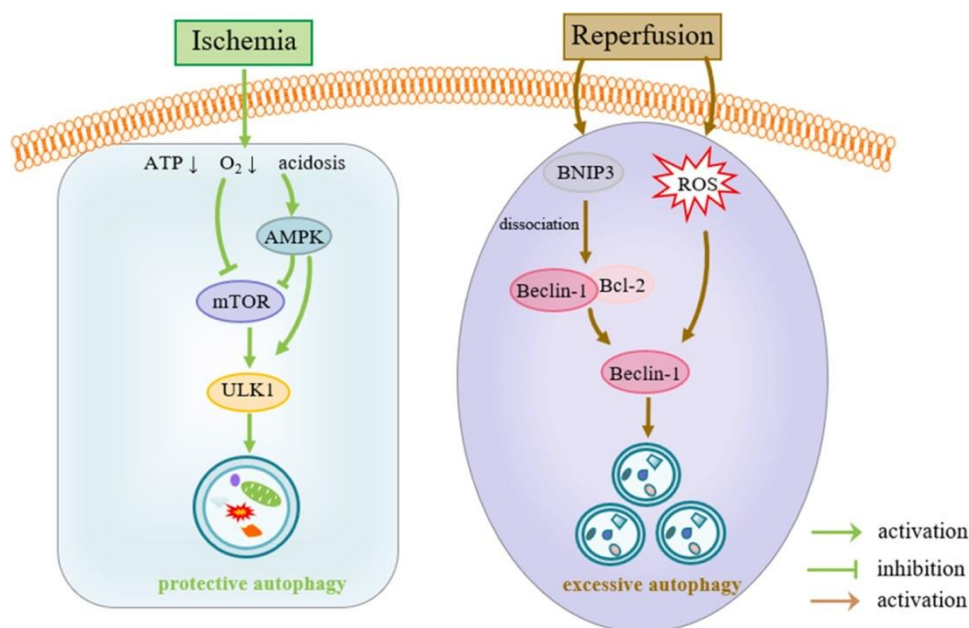 Ischemia
Reperfusion
ATP ↓ O₂ ↓ acidosis
AMPK
mTOR
ULK1
protective autophagy
BNIP3
ROS
dissociation
Beclin-1
Bcl-2
Beclin-1
excessive autophagy
activation
inhibition
activation